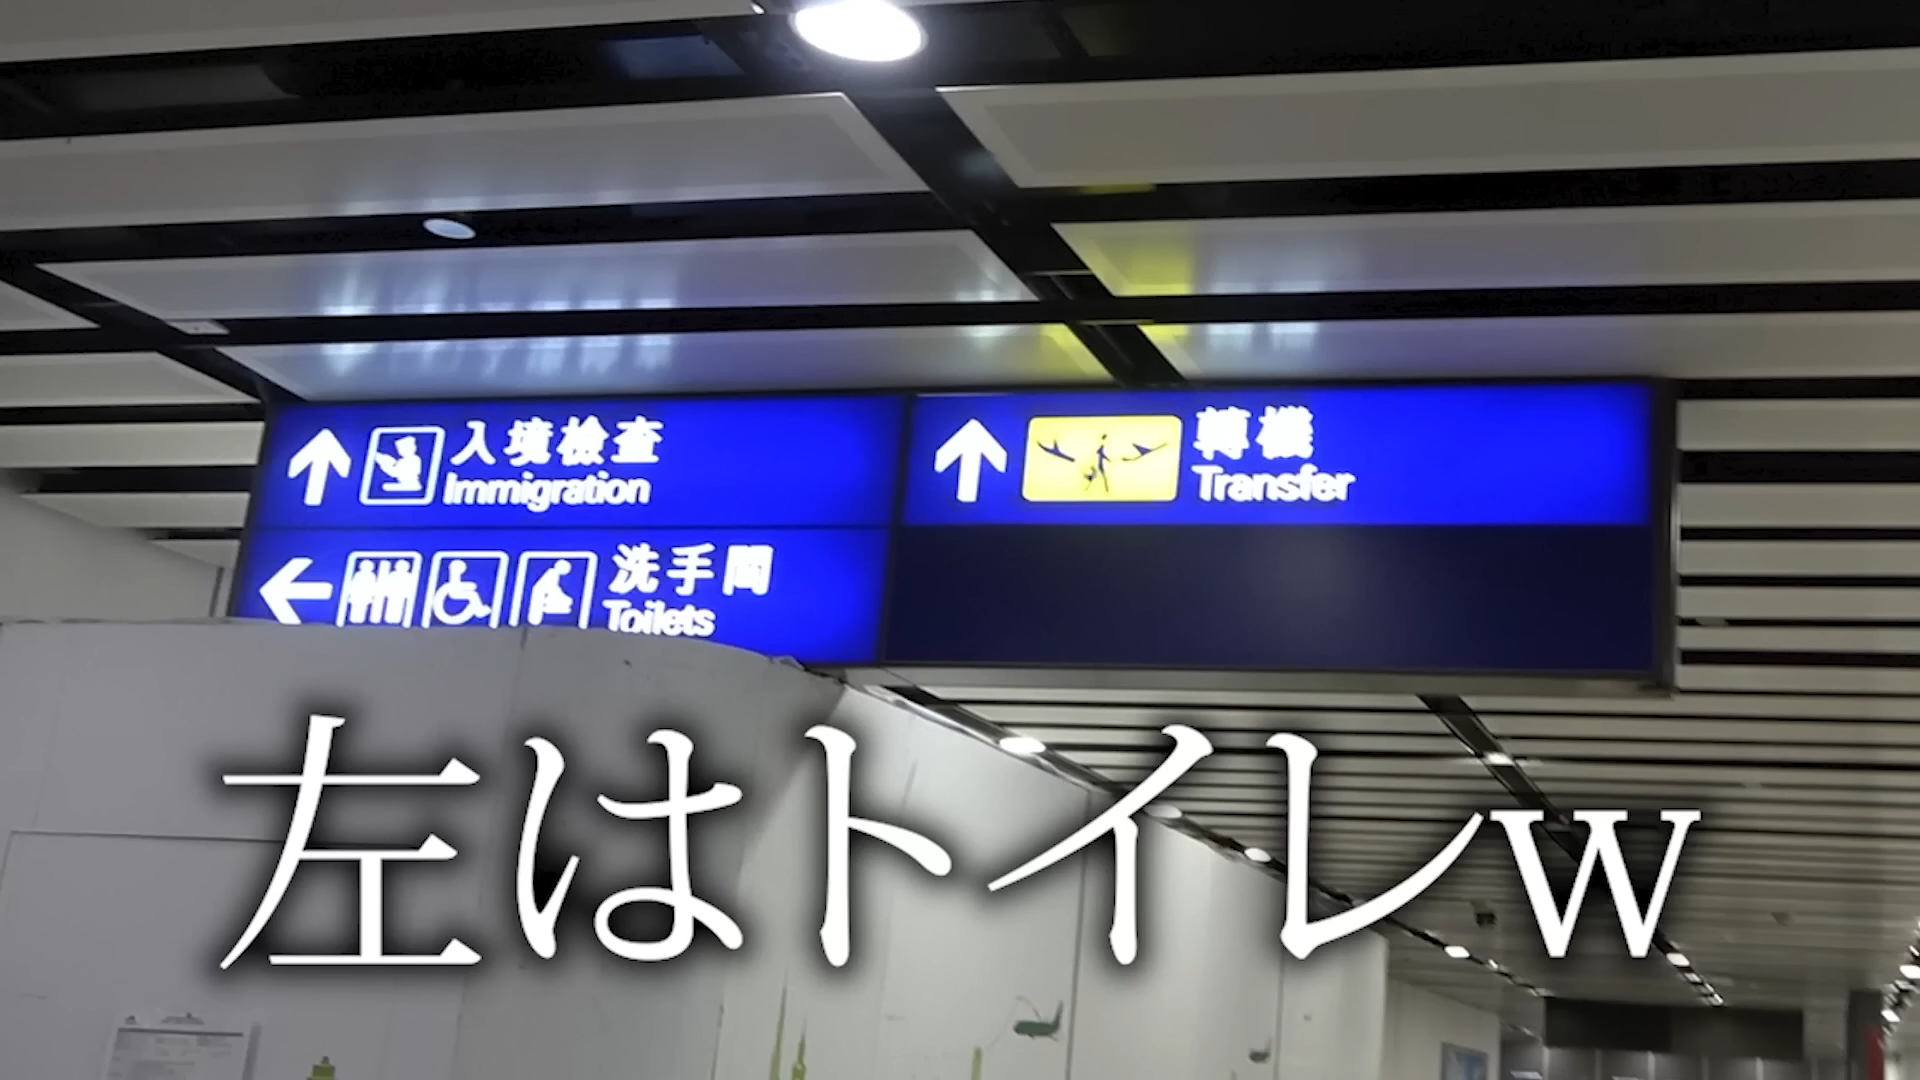 入境檢查
Immigration
轉機
Transfer
洗手間
Toilets
左はトイレw